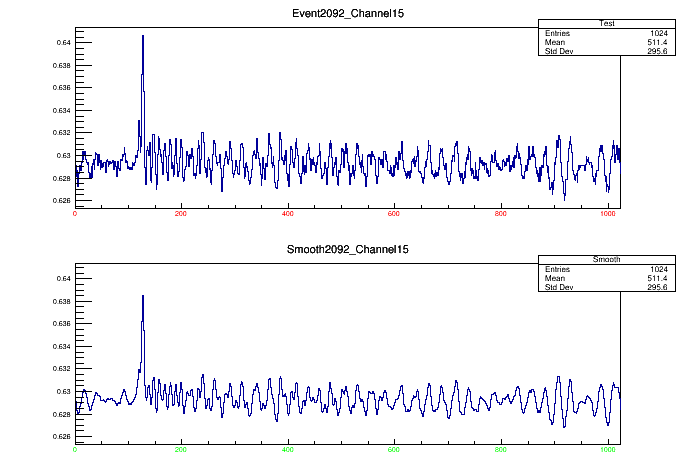 Event2092_Channel15
Test
Entries 1024
Mean 511.4
Std Dev 295.6
0.64
0.638
0.636
0.634
0.632
0.63
0.628
0.626
0 200 400 600 800 1000
Smooth2092_Channel15
Smooth
Entries 1024
Mean 511.4
Std Dev 295.6
0.64
0.638
0.636
0.634
0.632
0.63
0.628
0.626
0 200 400 600 800 1000